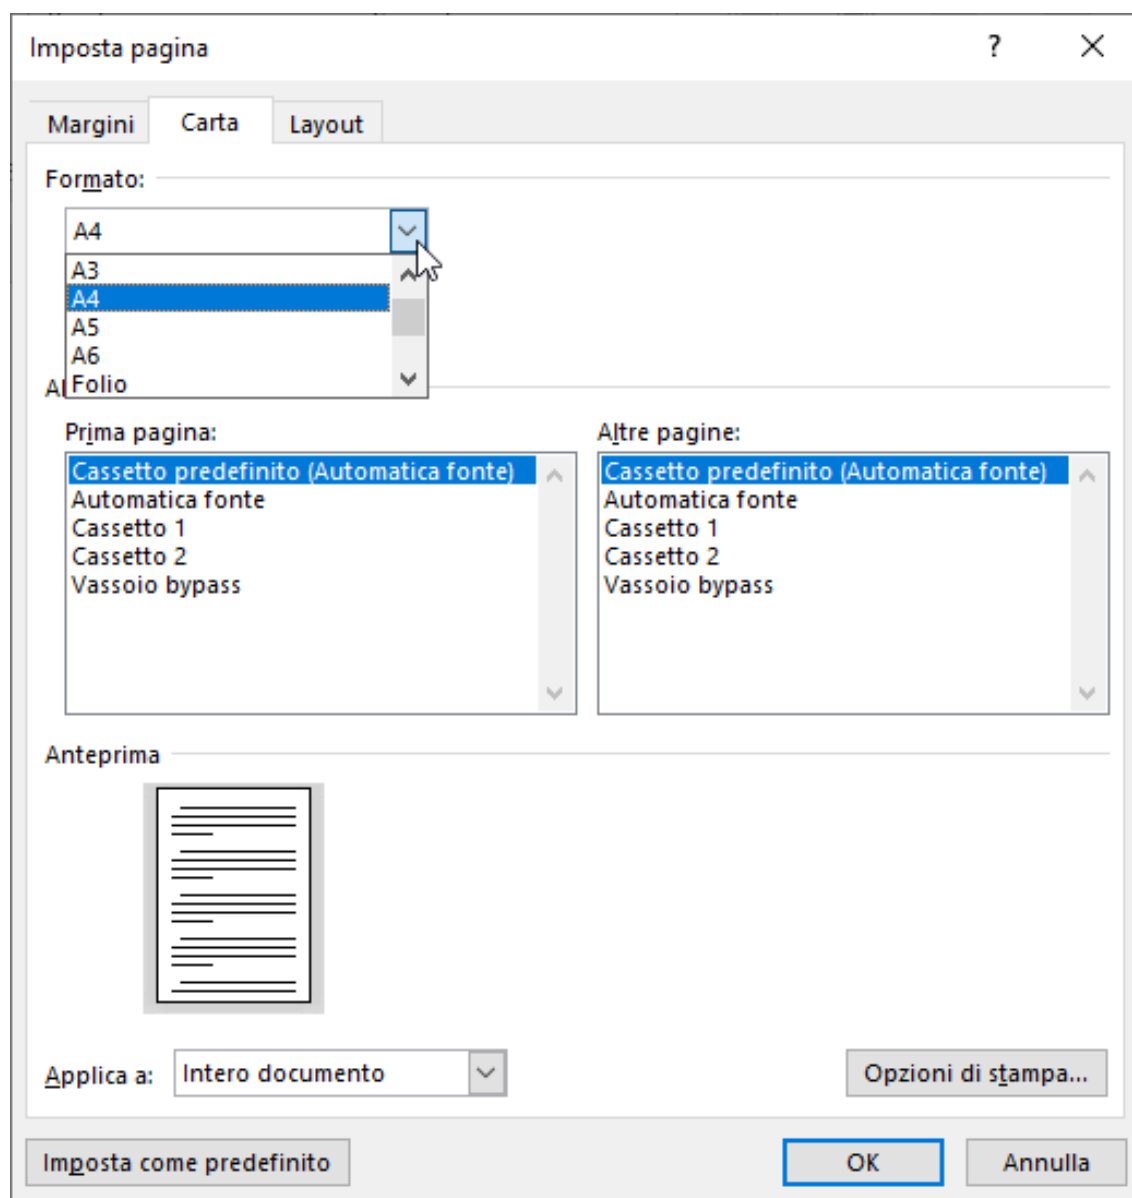 Imposta pagina
?
Margini
Carta
Layout
Formato:
A4
A3
A4
A5
A6
Folio
Prima pagina:
Cassetto predefinito (Automatica fonte)
Automatica fonte
Cassetto 1
Cassetto 2
Vassoio bypass
Altre pagine:
Cassetto predefinito (Automatica fonte)
Automatica fonte
Cassetto 1
Cassetto 2
Vassoio bypass
Anteprima
Applica a:
Intero documento
Opzioni di stampa...
Imposta come predefinito
OK
Annulla